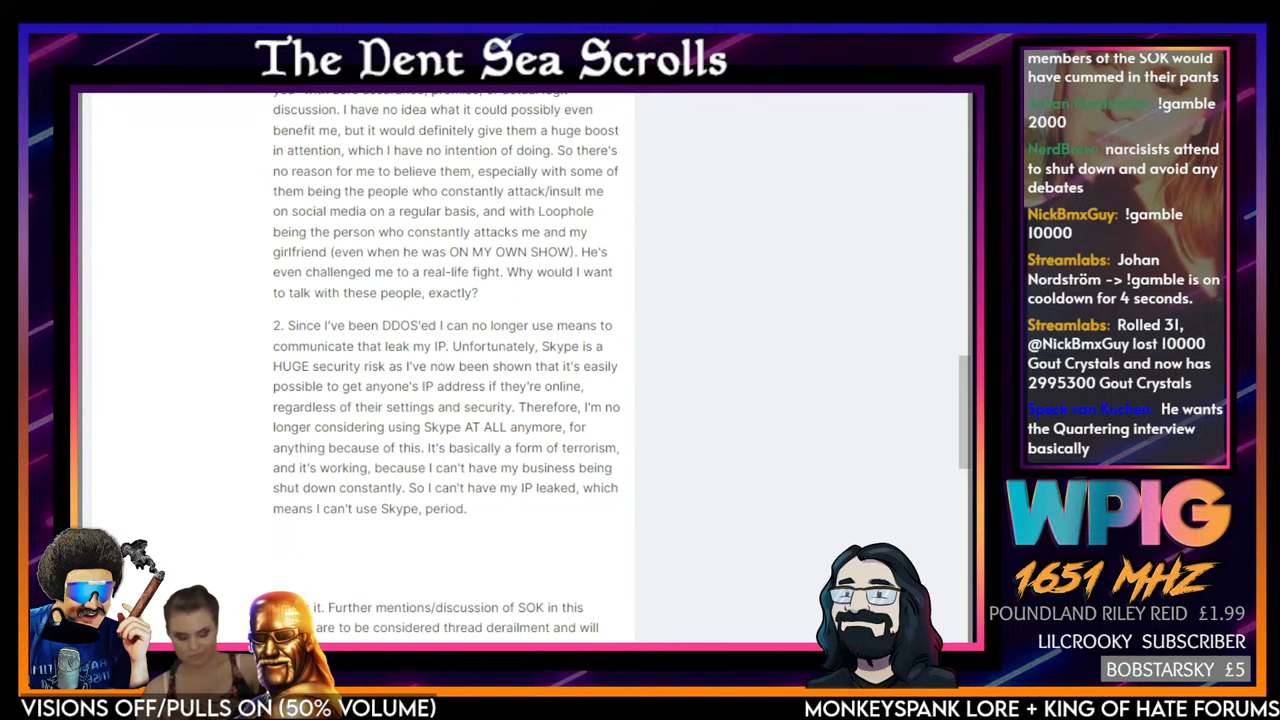 The Dent Sea Scrolls
discussion. I have no idea what it could possibly even
benefit me, but it would definitely give them a huge boost
in attention, which I have no intention of doing. So there's
no reason for me to believe them, especially with some of
them being the people who constantly attack/insult me
on social media on a regular basis, and with Loophole
being the person who constantly attacks me and my
girlfriend (even when he was ON MY OWN SHOW). He's
even challenged me to a real-life fight. Why would I want
to talk with these people, exactly?
2. Since I've been DDOS'ed I can no longer use means to
communicate that leak my IP. Unfortunately, Skype is a
HUGE security risk as I've now been shown that it's easily
possible to get anyone's IP address if they're online,
regardless of their settings and security. Therefore, I'm no
longer considering using Skype AT ALL anymore, for
anything because of this. It's basically a form of terrorism,
and it's working, because I can't have my business being
shut down constantly. So I can't have my IP leaked, which
means I can't use Skype, period.
it. Further mentions/discussion of SOK in this
are to be considered thread derailment and will
members of the SOK would
have cummed in their pants
Johan Nordström: !gamble
2000
NerdBrew: narcisists attend
to shut down and avoid any
debates
NickBmxGuy: !gamble
10000
Streamlabs: Johan
Nordström -> !gamble is on
cooldown for 4 seconds.
Streamlabs: Rolled 31,
@NickBmxGuy lost 10000
Gout Crystals and now has
2995300 Gout Crystals
Speck van Kuchen: He wants
the Quartering interview
basically
WPIG
1651 MHZ
POUNDLAND RILEY REID £1.99
LILCROOKY SUBSCRIBER
BOBSTARSKY £5
VISIONS OFF/PULLS ON (50% VOLUME)
MONKEYSPANK LORE + KING OF HATE FORUMS